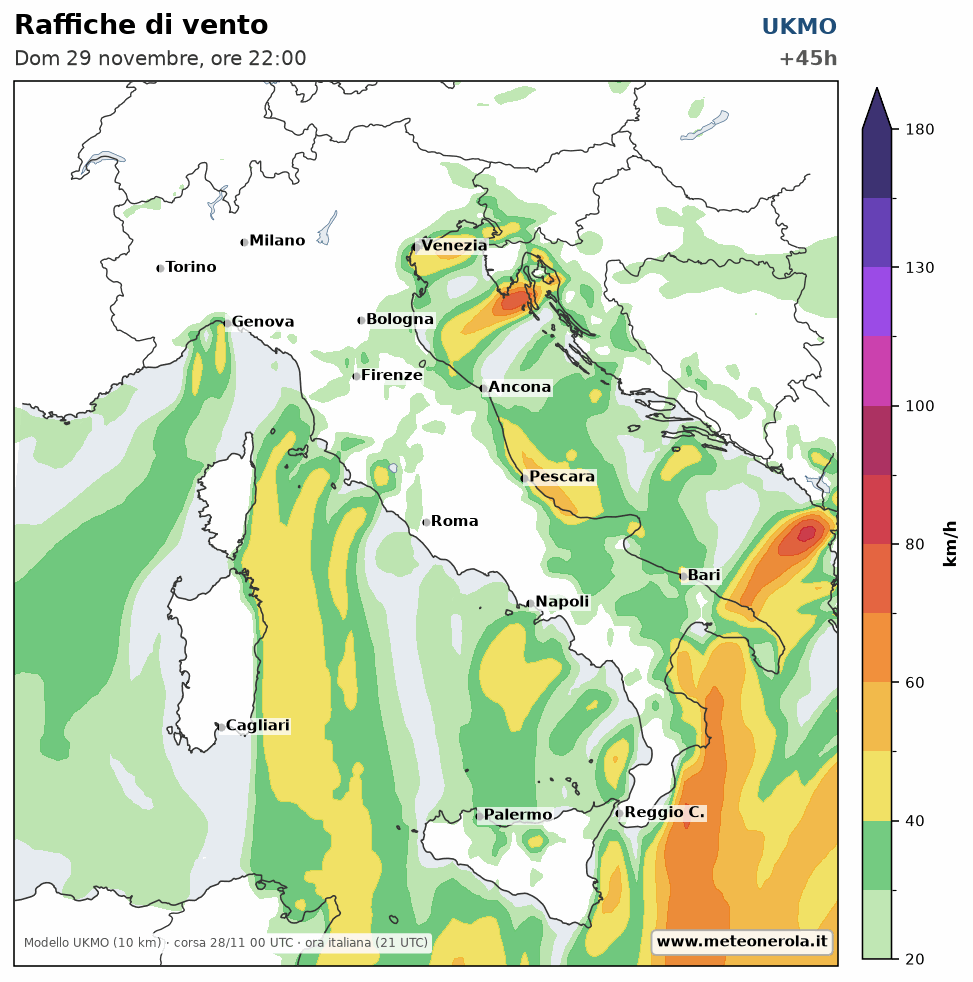 Raffiche di vento
UKMO
Dom 29 novembre, ore 22:00
+45h
180
Venezia
Milano
Torino
130
Genova
Bologna
Firenze
Ancona
100
Pescara
Roma
80
km/h
Bari
Napoli
60
Cagliari
Palermo
Reggio C.
40
Modello UKMO (10 km) · corsa 28/11 00 UTC · ora italiana (21 UTC)
www.meteonerola.it
20